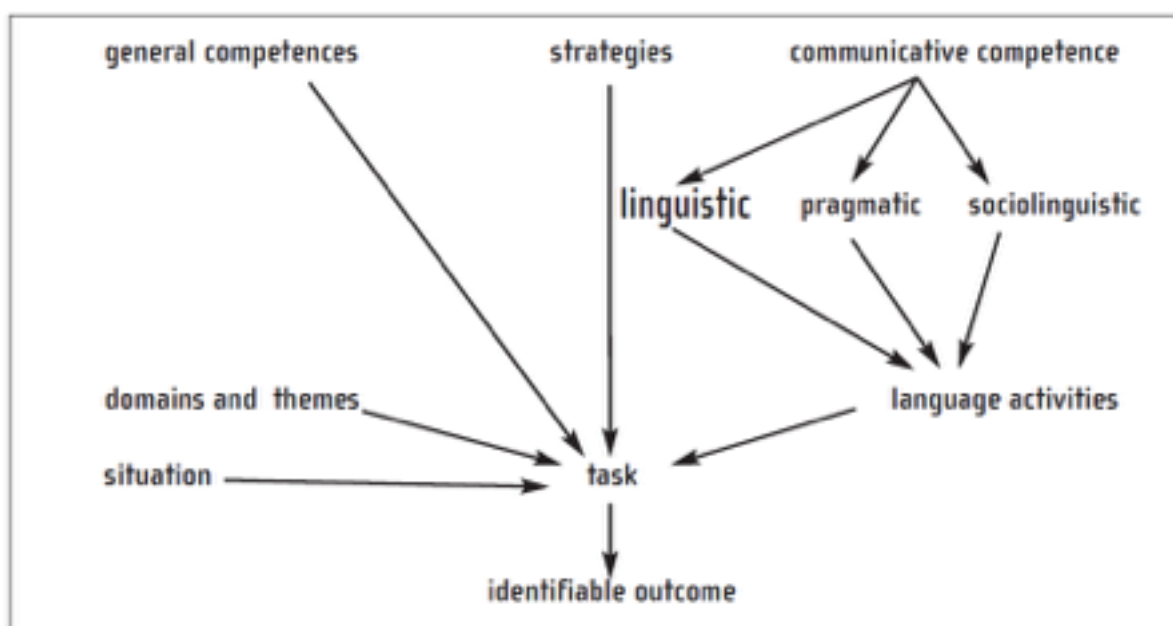 general competences
strategies
communicative competence
linguistic
pragmatic
sociolinguistic
domains and themes
language activities
situation
task
identifiable outcome